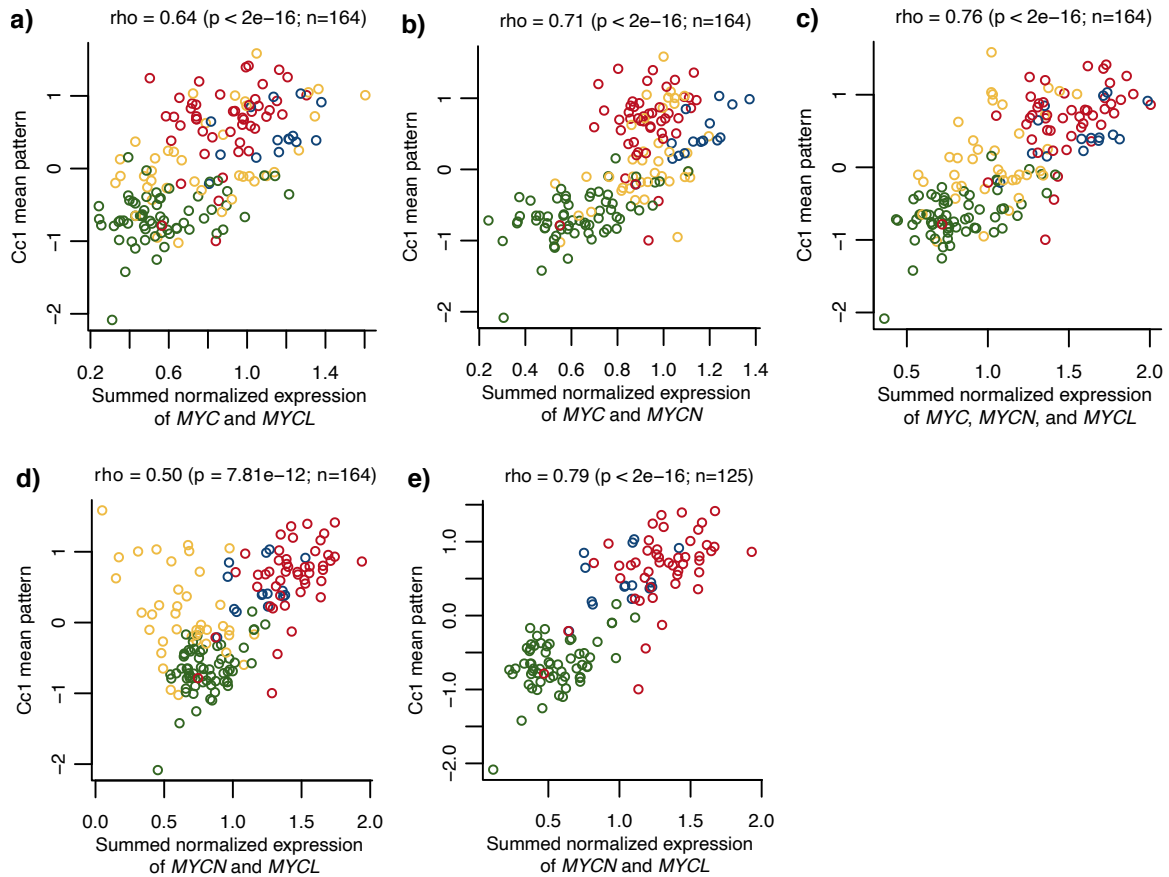 a)
rho = 0.64 (p < 2e−16; n=164)
Cc1 mean pattern
1
0
−1
−2
0.2 0.6 1.0 1.4
Summed normalized expression
of MYC and MYCL
b)
rho = 0.71 (p < 2e−16; n=164)
Cc1 mean pattern
1
0
−1
−2
0.2 0.4 0.6 0.8 1.0 1.2 1.4
Summed normalized expression
of MYC and MYCN
c)
rho = 0.76 (p < 2e−16; n=164)
Cc1 mean pattern
1
0
−1
−2
0.5 1.0 1.5 2.0
Summed normalized expression
of MYC, MYCN, and MYCL
d)
rho = 0.50 (p = 7.81e−12; n=164)
Cc1 mean pattern
1
0
−1
−2
0.0 0.5 1.0 1.5 2.0
Summed normalized expression
of MYCN and MYCL
e)
rho = 0.79 (p < 2e−16; n=125)
Cc1 mean pattern
1.0
0.0
−1.0
−2.0
0.5 1.0 1.5 2.0
Summed normalized expression
of MYCN and MYCL